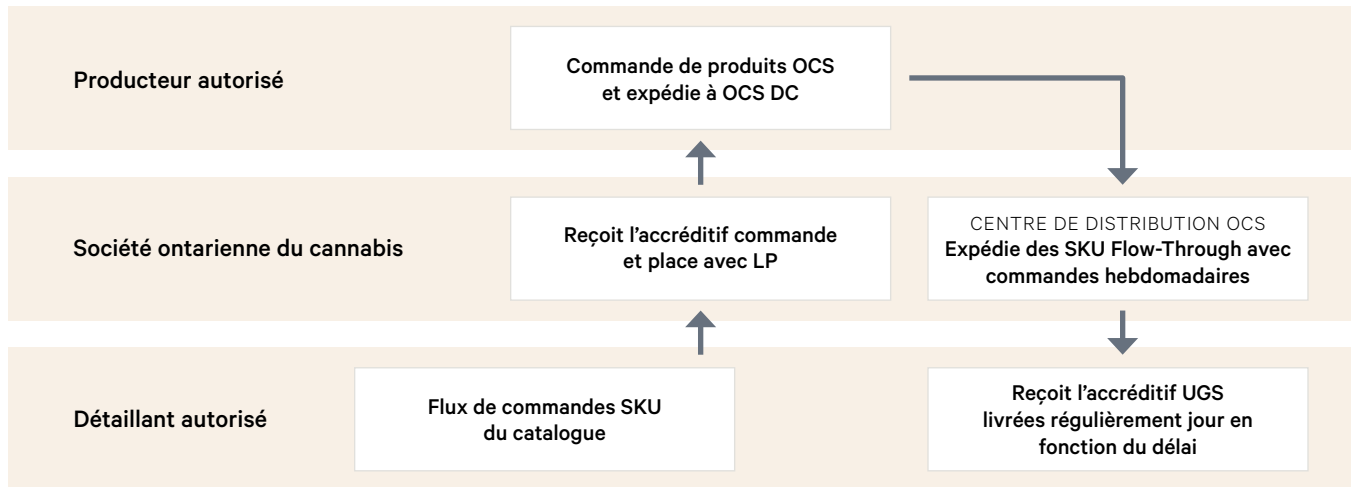 Producteur autorisé
Commande de produits OCS
et expédie à OCS DC
Société ontarienne du cannabis
Reçoit l’accréditif commande
et place avec LP
CENTRE DE DISTRIBUTION OCS
Expédie des SKU Flow-Through avec
commandes hebdomadaires
Détaillant autorisé
Flux de commandes SKU
du catalogue
Reçoit l’accréditif UGS
livrées régulièrement jour en
fonction du délai